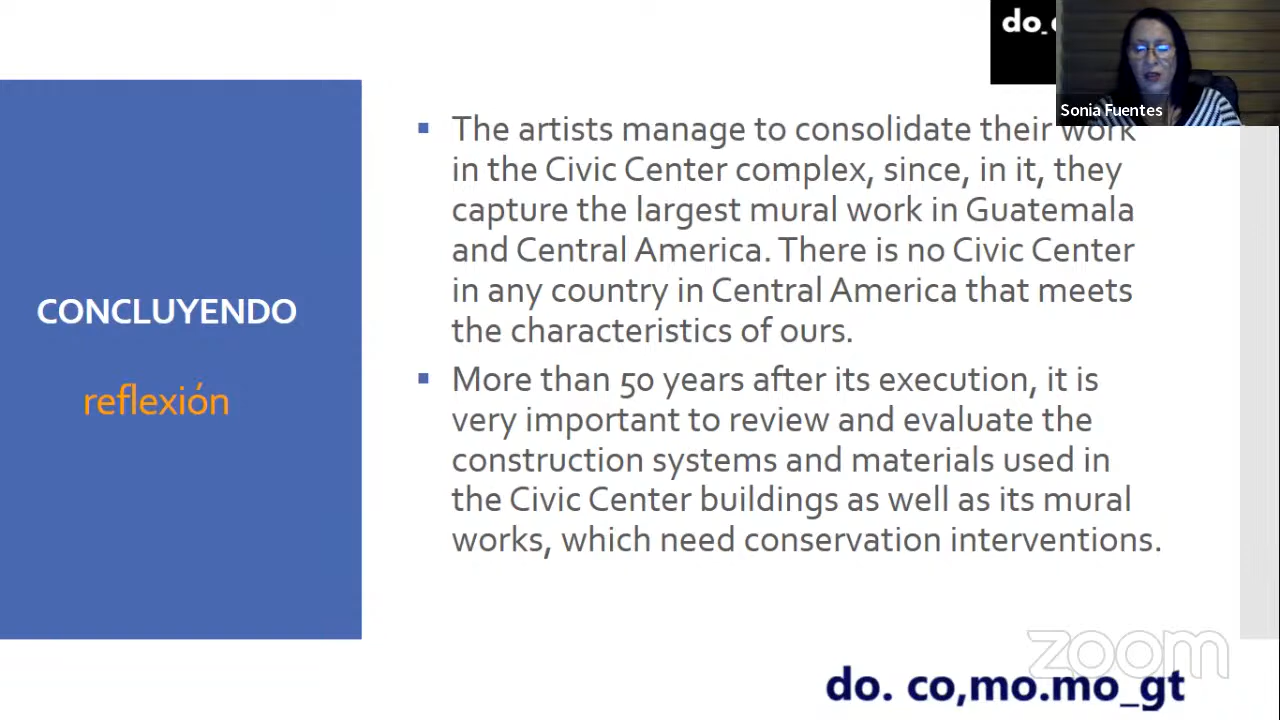 do_
Sonia Fuentes
CONCLUYENDO
reflexión
▪ The artists manage to consolidate their work
in the Civic Center complex, since, in it, they
capture the largest mural work in Guatemala
and Central America. There is no Civic Center
in any country in Central America that meets
the characteristics of ours.
▪ More than 50 years after its execution, it is
very important to review and evaluate the
construction systems and materials used in
the Civic Center buildings as well as its mural
works, which need conservation interventions.
zoom
do. co,mo.mo_gt